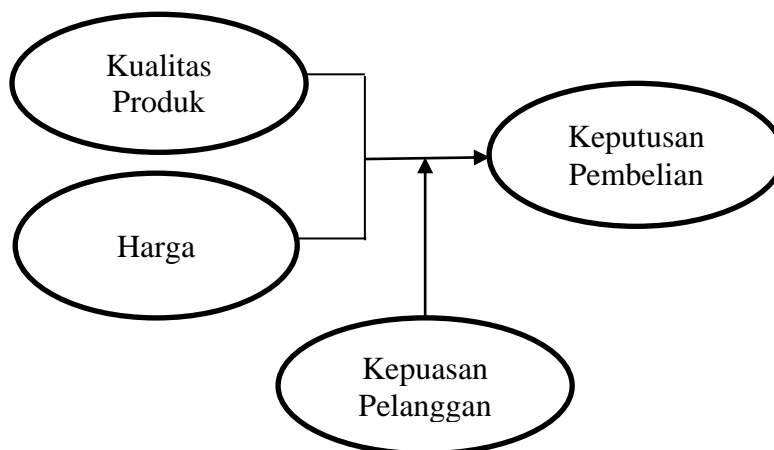 Kualitas
Produk
Keputusan
Pembelian
Harga
Kepuasan
Pelanggan